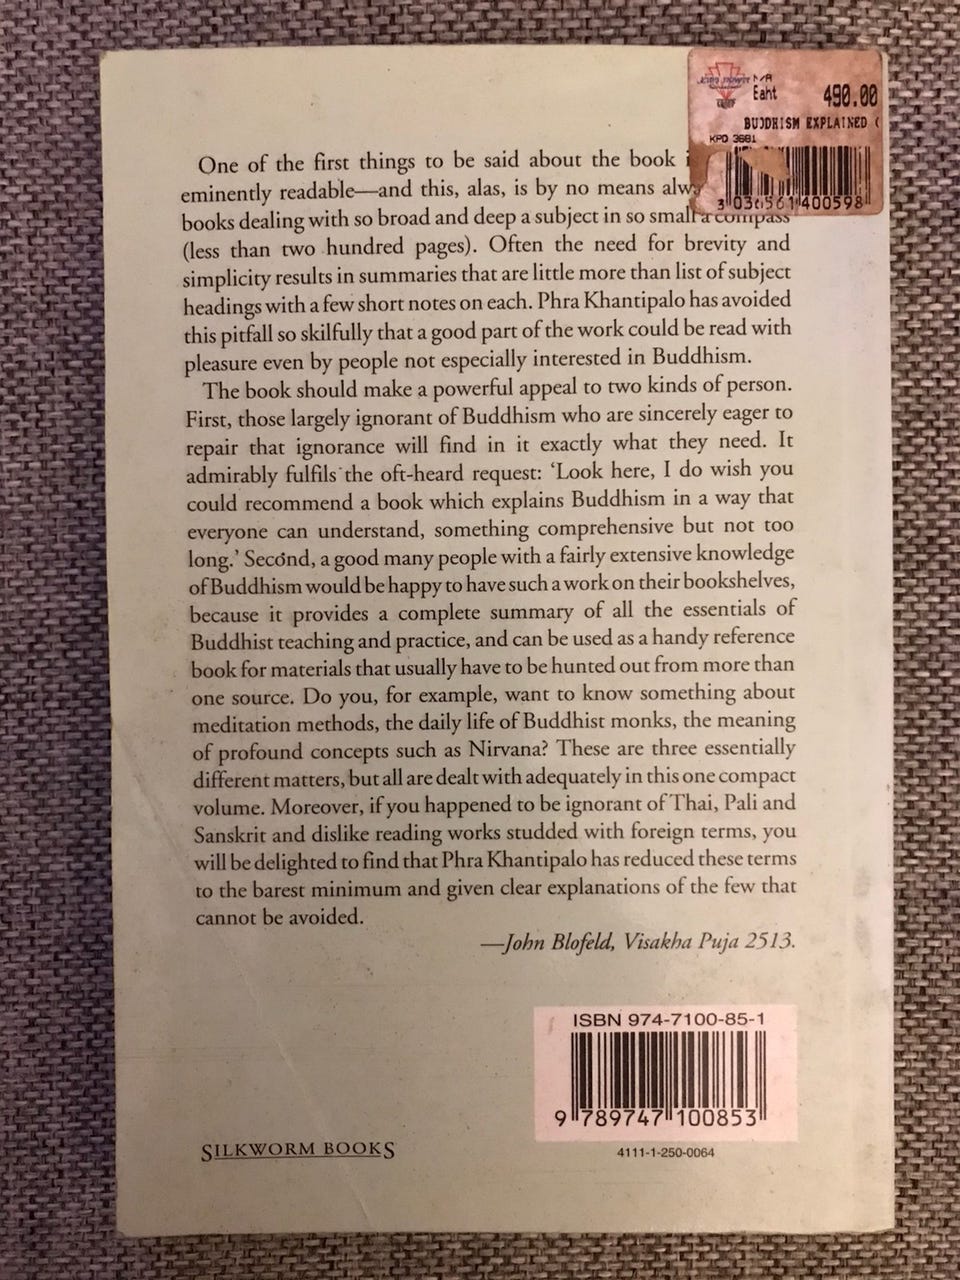 N/A
Eaht 490.00
BUDDHISM EXPLAINED (
KPD 3681
400598
One of the first things to be said about the book
eminently readable—and this, alas, is by no means
books dealing with so broad and deep a subject in so small a compass
(less than two hundred pages). Often the need for brevity and
simplicity results in summaries that are little more than list of subject
headings with a few short notes on each. Phra Khantipalo has avoided
this pitfall so skilfully that a good part of the work could be read with
pleasure even by people not especially interested in Buddhism.
The book should make a powerful appeal to two kinds of person.
First, those largely ignorant of Buddhism who are sincerely eager to
repair that ignorance will find in it exactly what they need. It
admirably fulfils the oft-heard request: ‘Look here, I do wish you
could recommend a book which explains Buddhism in a way that
everyone can understand, something comprehensive but not too
long.’ Second, a good many people with a fairly extensive knowledge
of Buddhism would be happy to have such a work on their bookshelves,
because it provides a complete summary of all the essentials of
Buddhist teaching and practice, and can be used as a handy reference
book for materials that usually have to be hunted out from more than
one source. Do you, for example, want to know something about
meditation methods, the daily life of Buddhist monks, the meaning
of profound concepts such as Nirvana? These are three essentially
different matters, but all are dealt with adequately in this one compact
volume. Moreover, if you happened to be ignorant of Thai, Pali and
Sanskrit and dislike reading works studded with foreign terms, you
will be delighted to find that Phra Khantipalo has reduced these terms
to the barest minimum and given clear explanations of the few that
cannot be avoided.
—John Blofeld, Visakha Puja 2513.
ISBN 974-7100-85-1
9 789747 100853
4111-1-250-0064
SILKWORM BOOKS